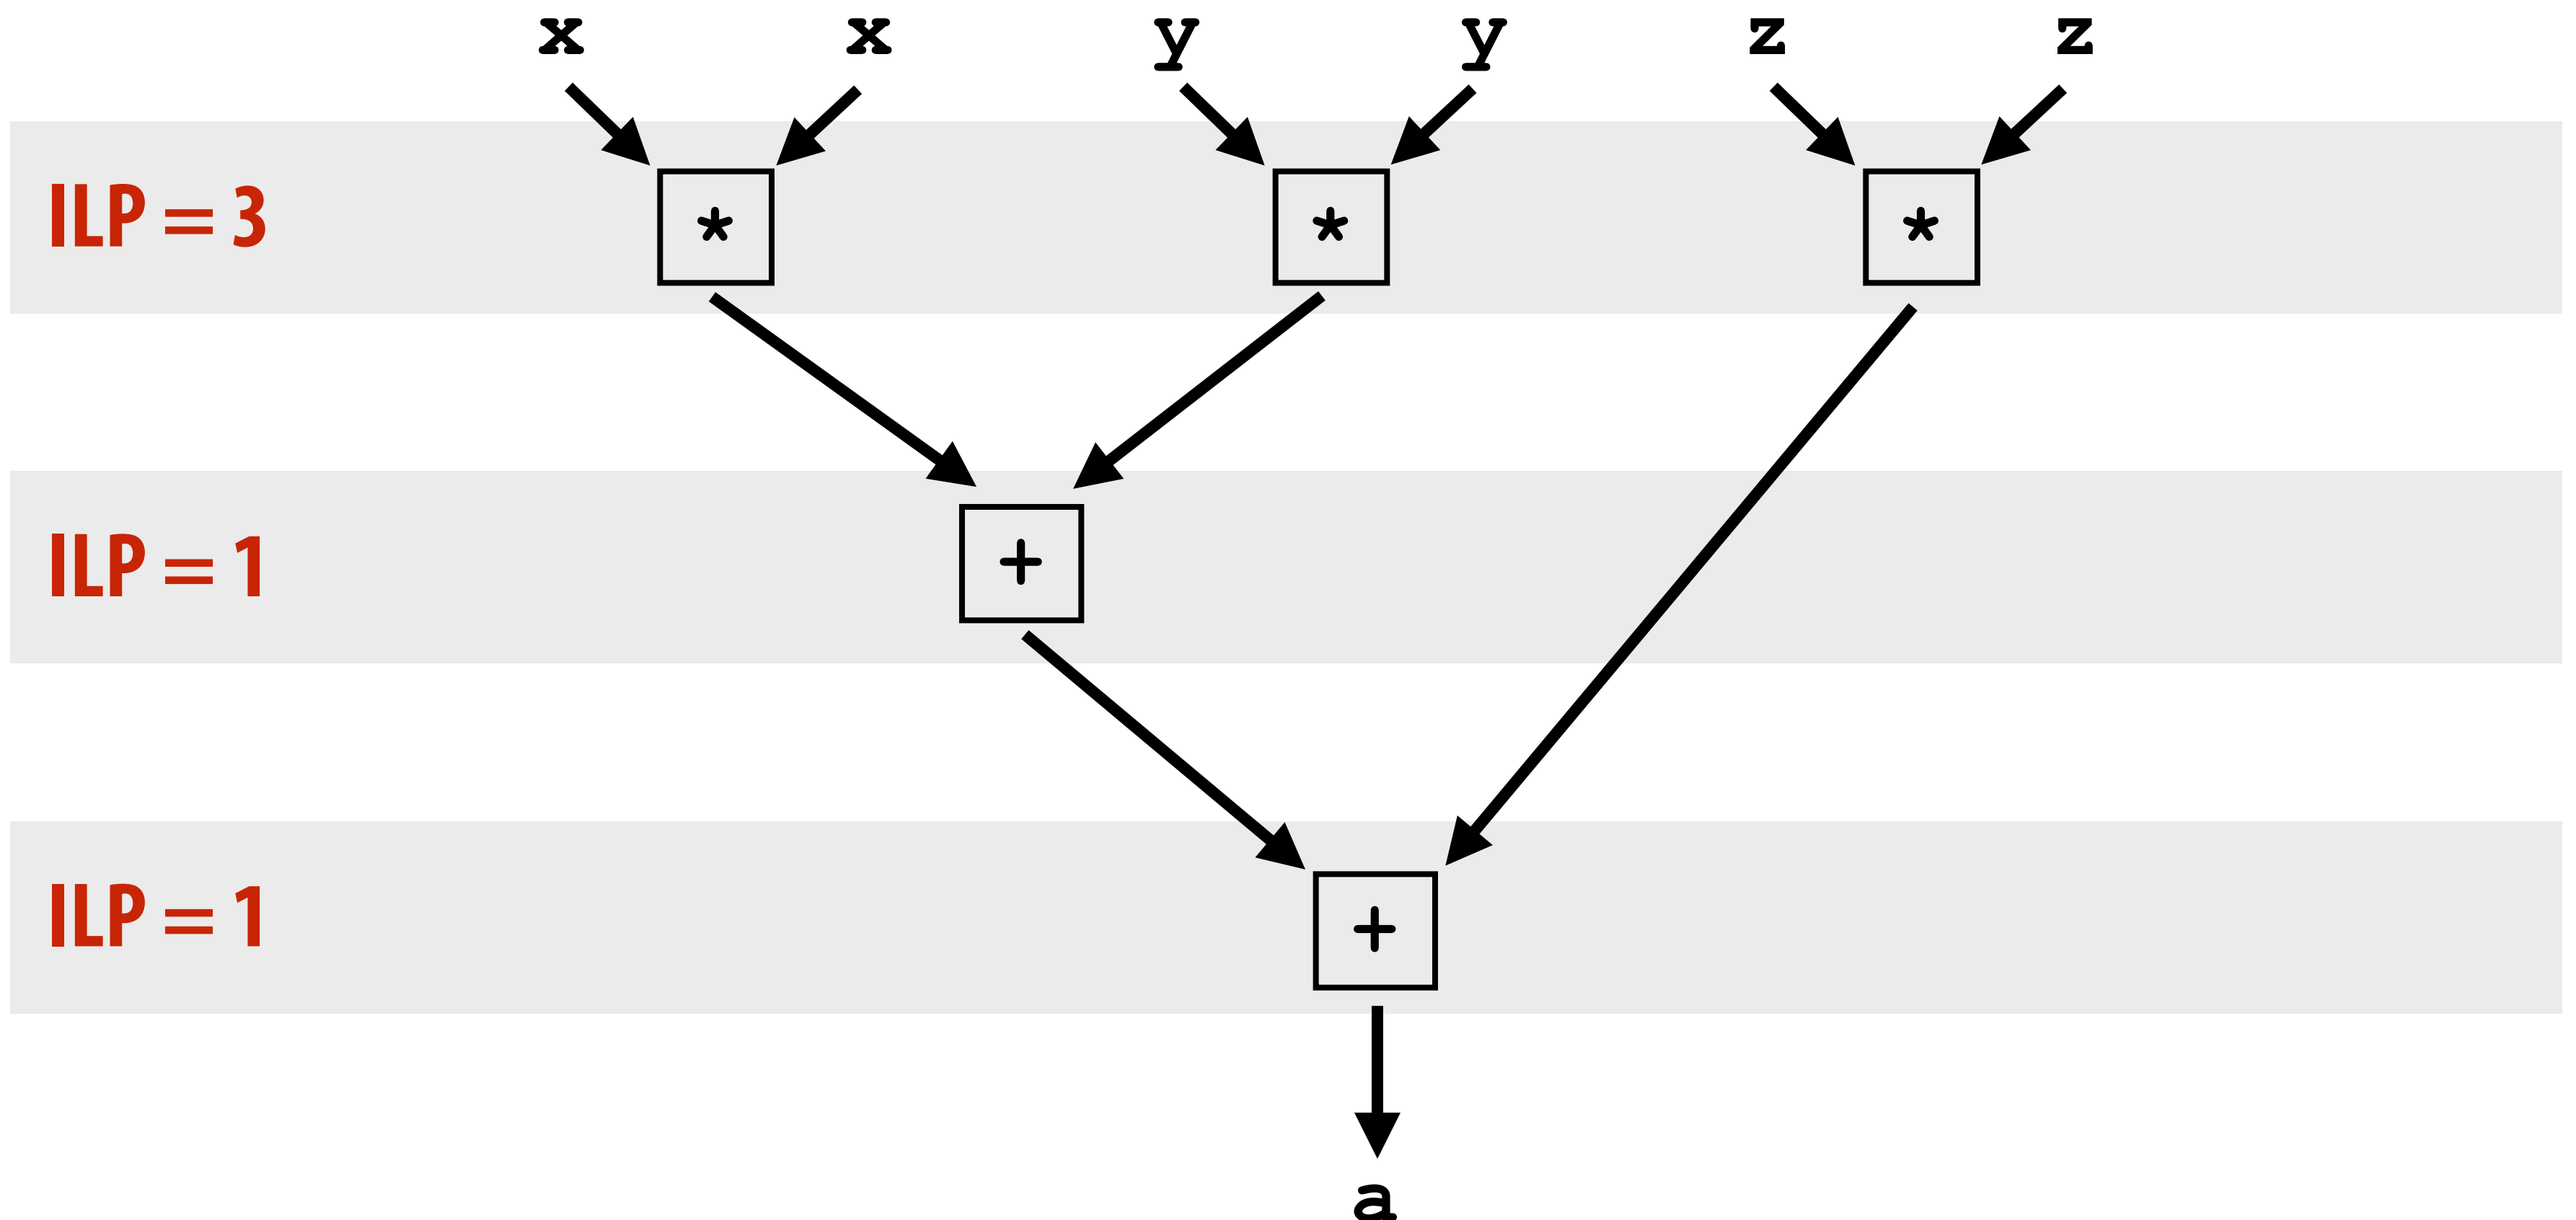 x x y y z z
ILP = 3 * * *
ILP = 1 +
ILP = 1 +
a